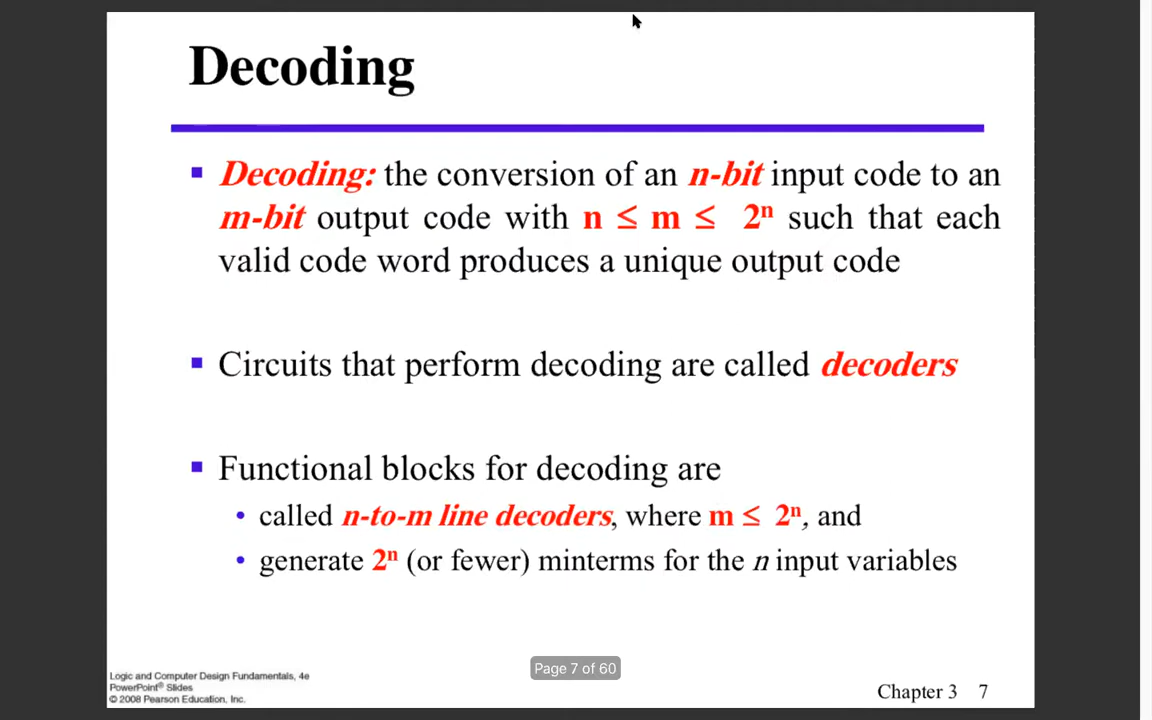 Decoding
▪ Decoding: the conversion of an n-bit input code to an
m-bit output code with n ≤ m ≤ 2ⁿ such that each
valid code word produces a unique output code
▪ Circuits that perform decoding are called decoders
▪ Functional blocks for decoding are
• called n-to-m line decoders, where m ≤ 2ⁿ, and
• generate 2ⁿ (or fewer) minterms for the n input variables
Page 7 of 60
Logic and Computer Design Fundamentals, 4e
PowerPoint® Slides
© 2008 Pearson Education, Inc.
Chapter 3 7